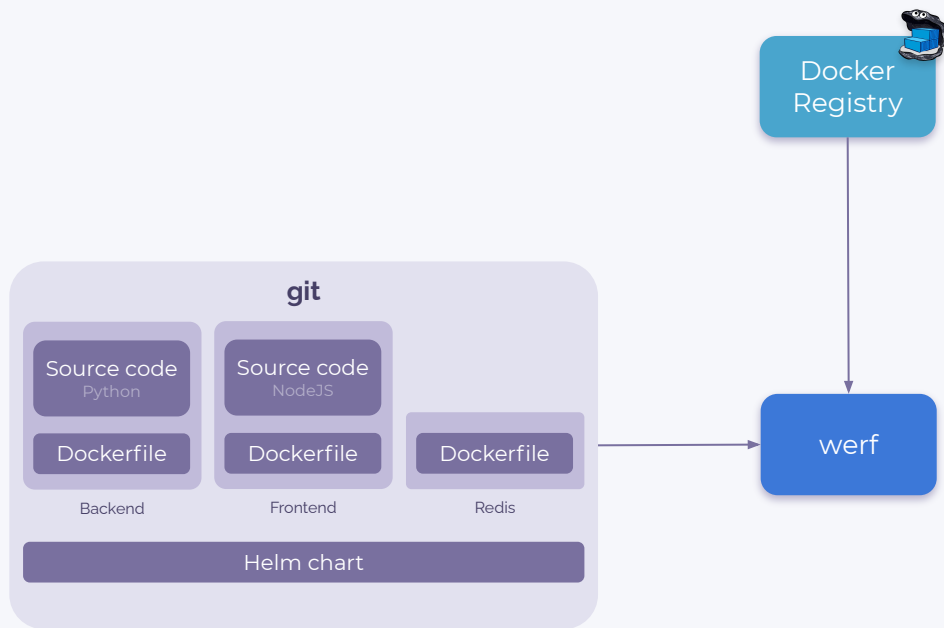 Docker
Registry
git
Source code
Python
Source code
NodeJS
Dockerfile
Dockerfile
Dockerfile
werf
Backend
Frontend
Redis
Helm chart